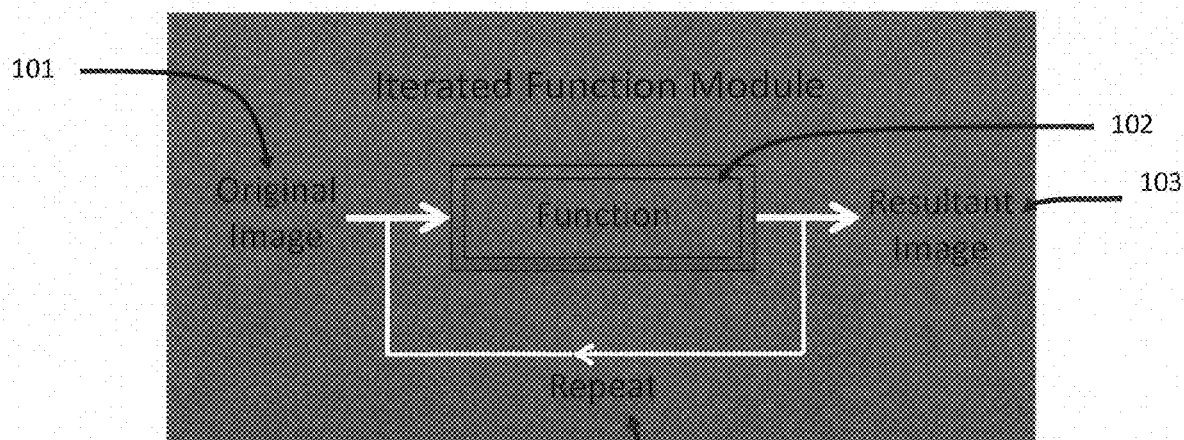 101
Iterated Function Module
102
103
Original
Image
Function
Resultant
Image
Repeat